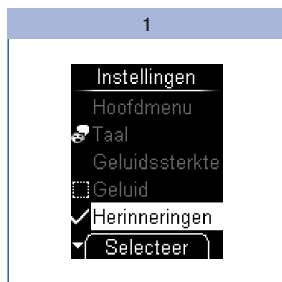 1
Instellingen
Hoofdmenu
Taal
Geluidssterkte
Geluid
Herinneringen
Selecteer